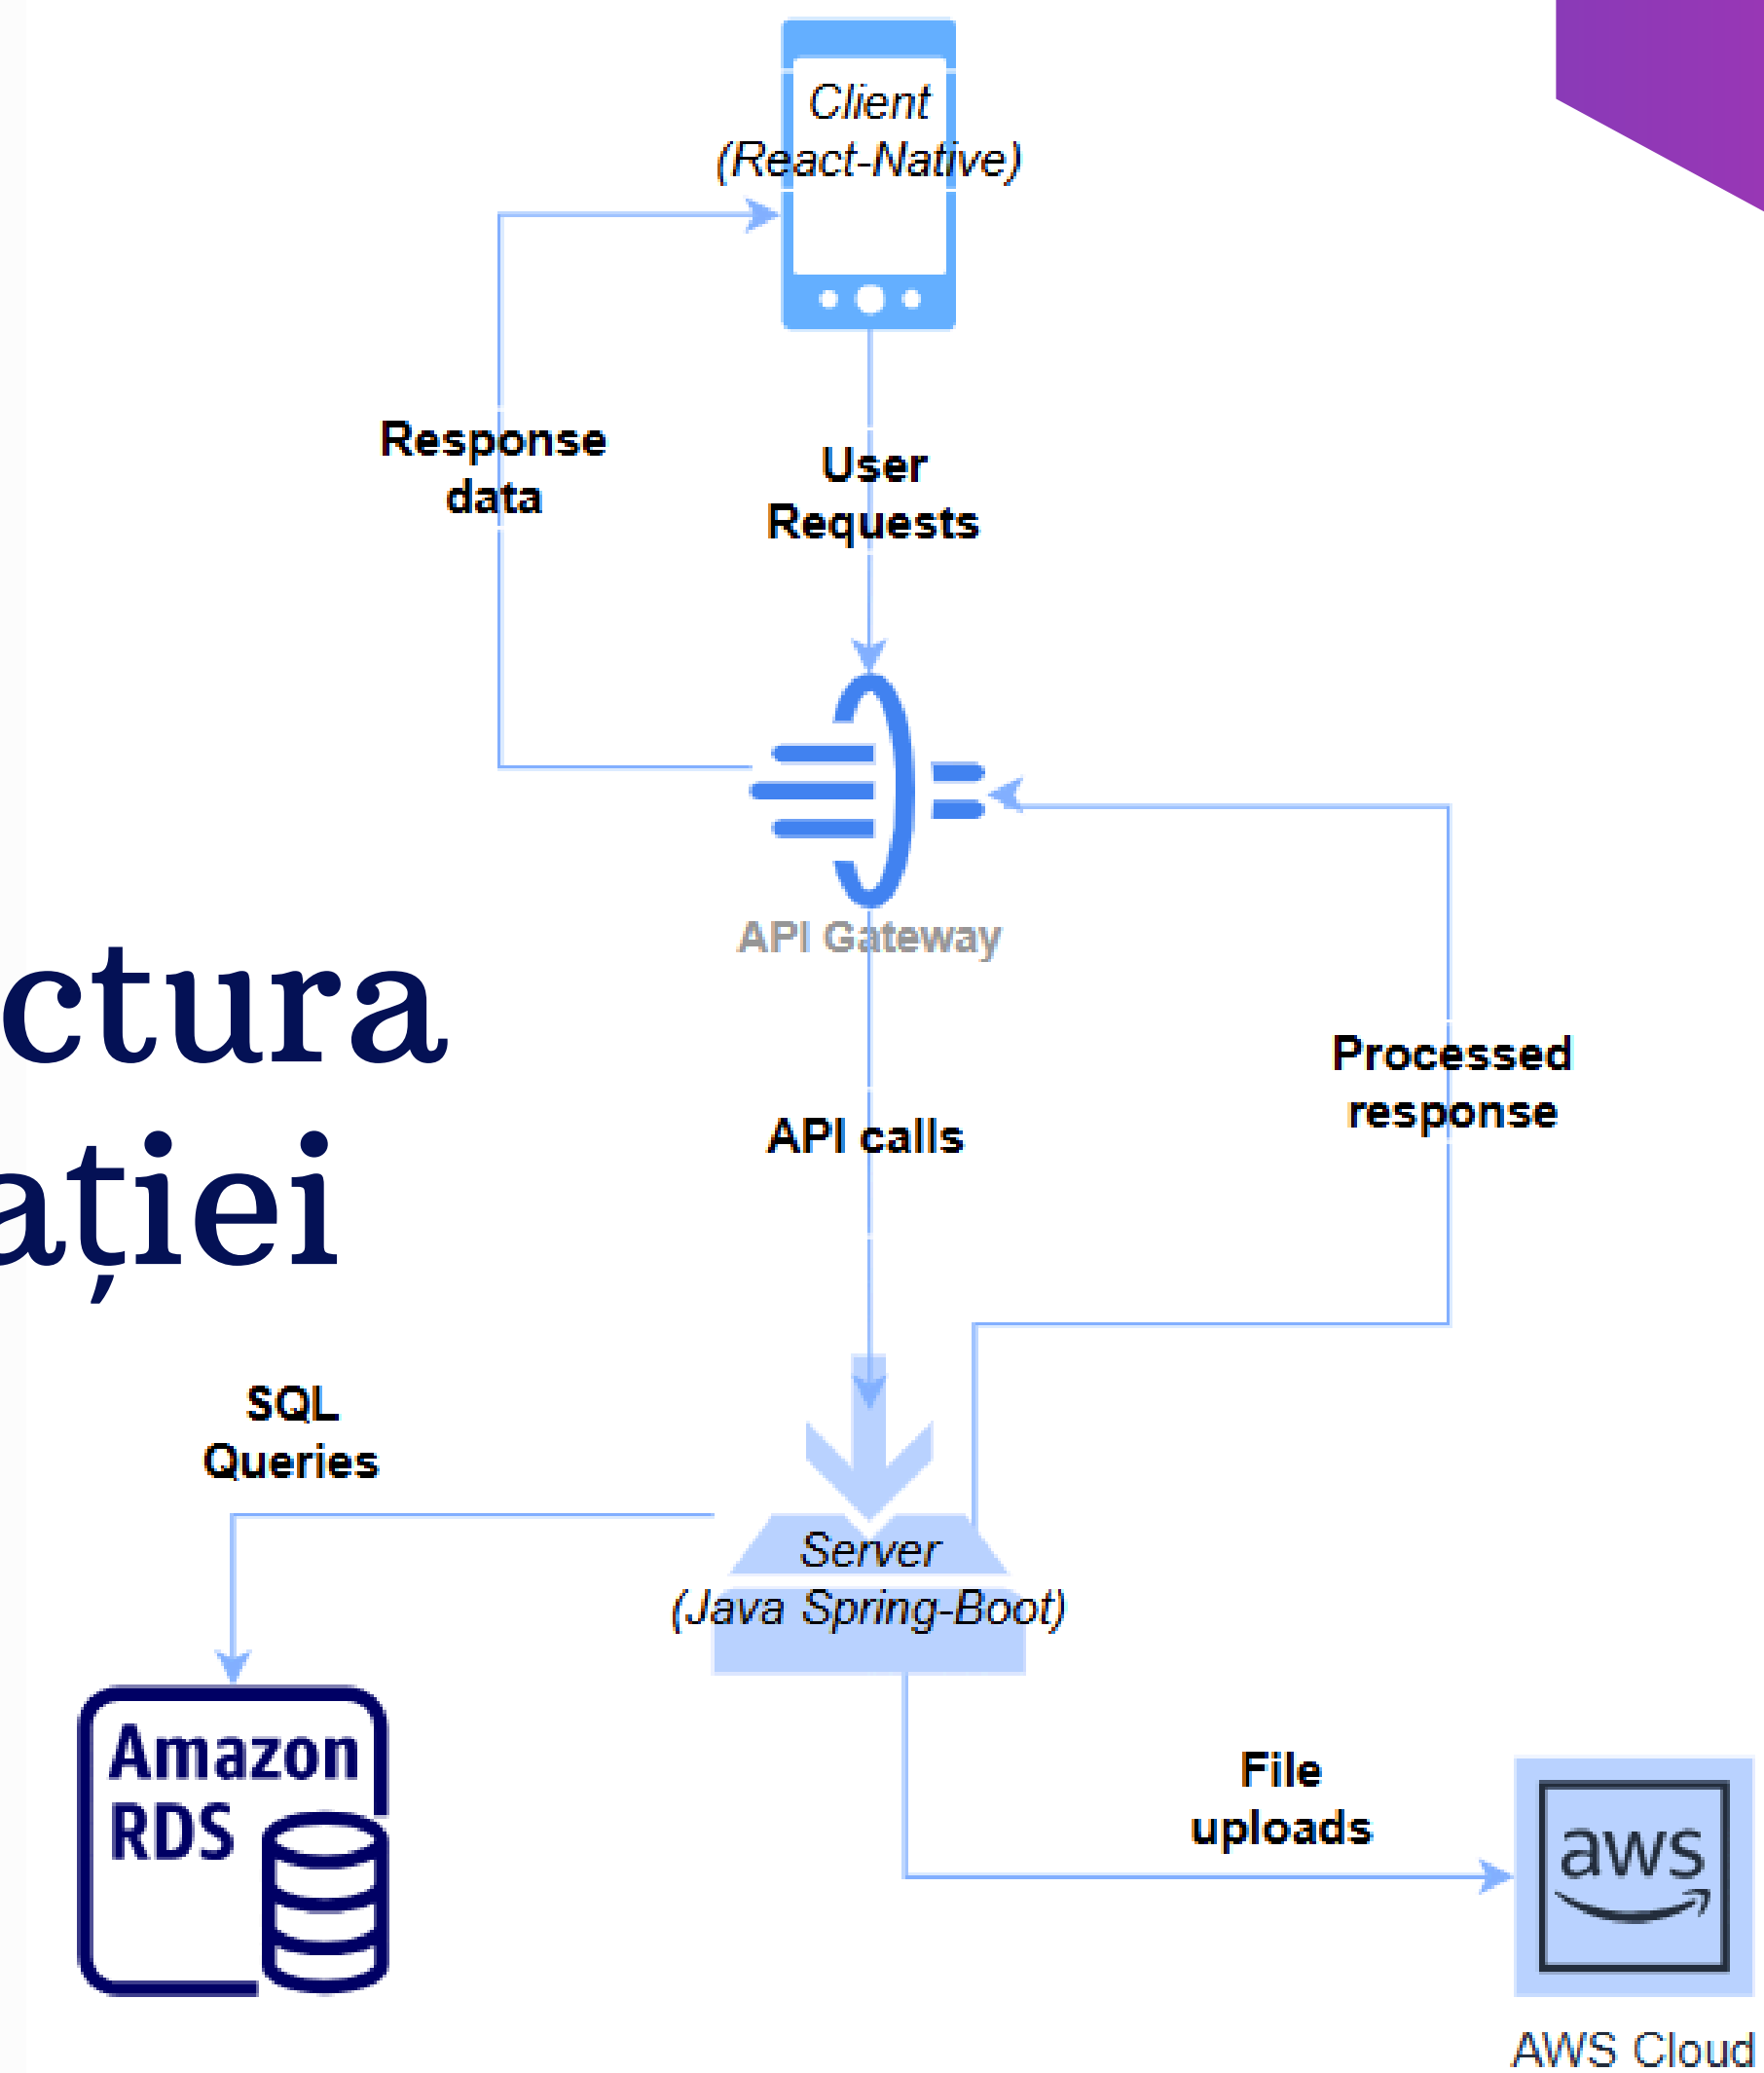 Client
(React-Native)
Response
data
User
Requests
API Gateway
ctura
ației
API calls
Processed
response
SQL
Queries
Server
(Java Spring-Boot)
Amazon
RDS
File
uploads
aws
AWS Cloud